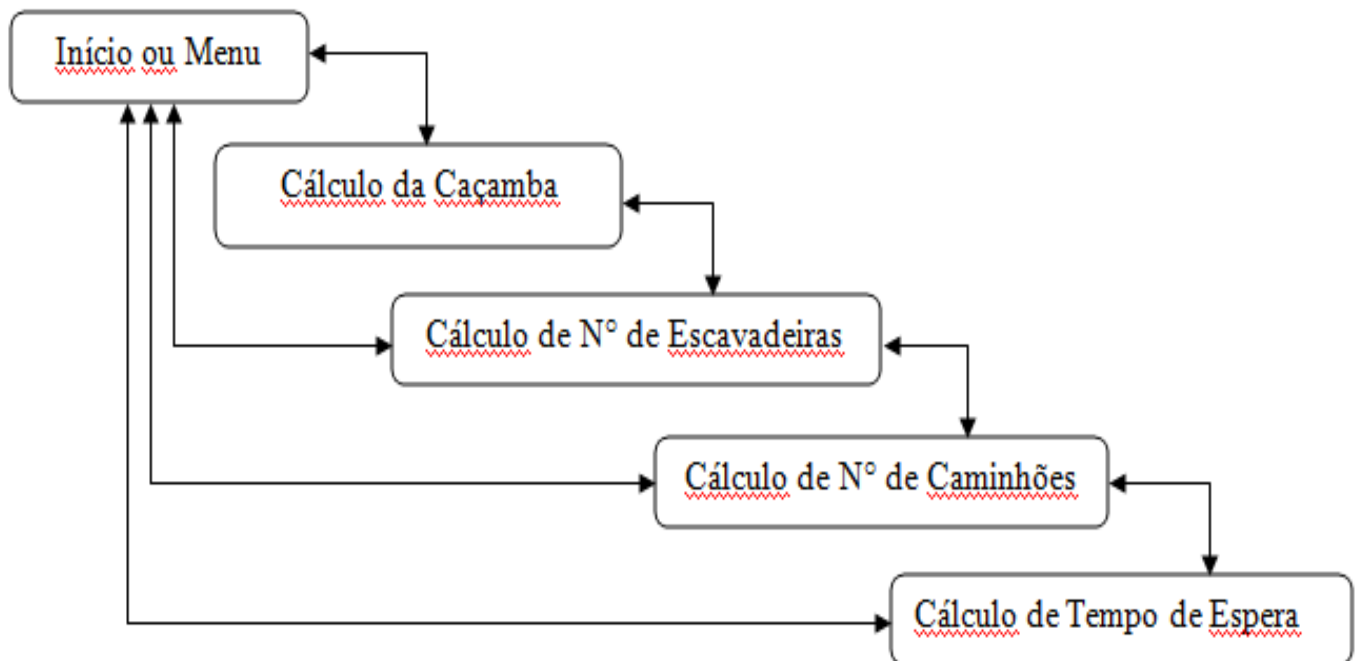 Início ou Menu
Cálculo da Caçamba
Cálculo de N° de Escavadeiras
Cálculo de N° de Caminhões
Cálculo de Tempo de Espera